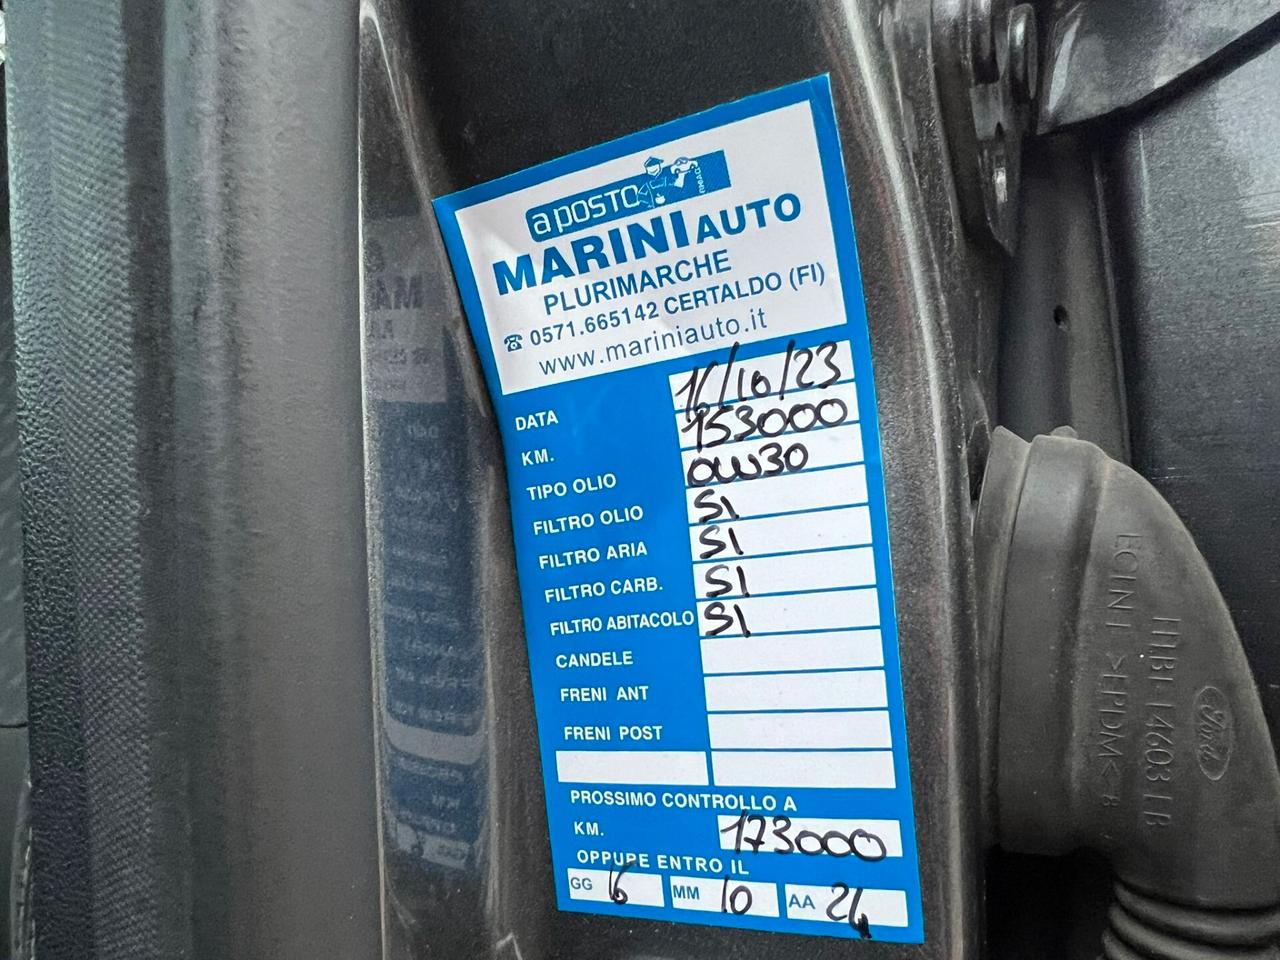 a posto
MARINI AUTO
PLURIMARCHE
☎ 0571.665142 CERTALDO (FI)
www.mariniauto.it
DATA 16/10/23
KM. 153000
TIPO OLIO 0W30
FILTRO OLIO SI
FILTRO ARIA SI
FILTRO CARB. SI
FILTRO ABITACOLO SI
CANDELE
FRENI ANT
FRENI POST
PROSSIMO CONTROLLO A
KM. 173000
OPPURE ENTRO IL
GG 16 MM 10 AA 24
Ford
>EPDM<